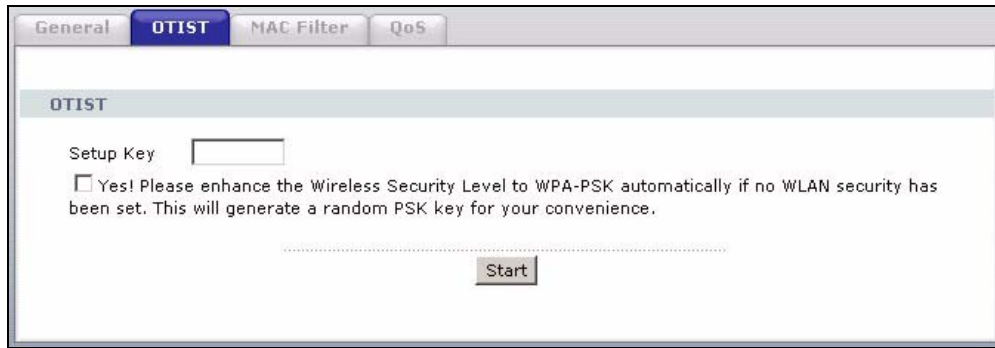 General OTIST MAC Filter QoS
OTIST
Setup Key
Yes! Please enhance the Wireless Security Level to WPA-PSK automatically if no WLAN security has
been set. This will generate a random PSK key for your convenience.
Start